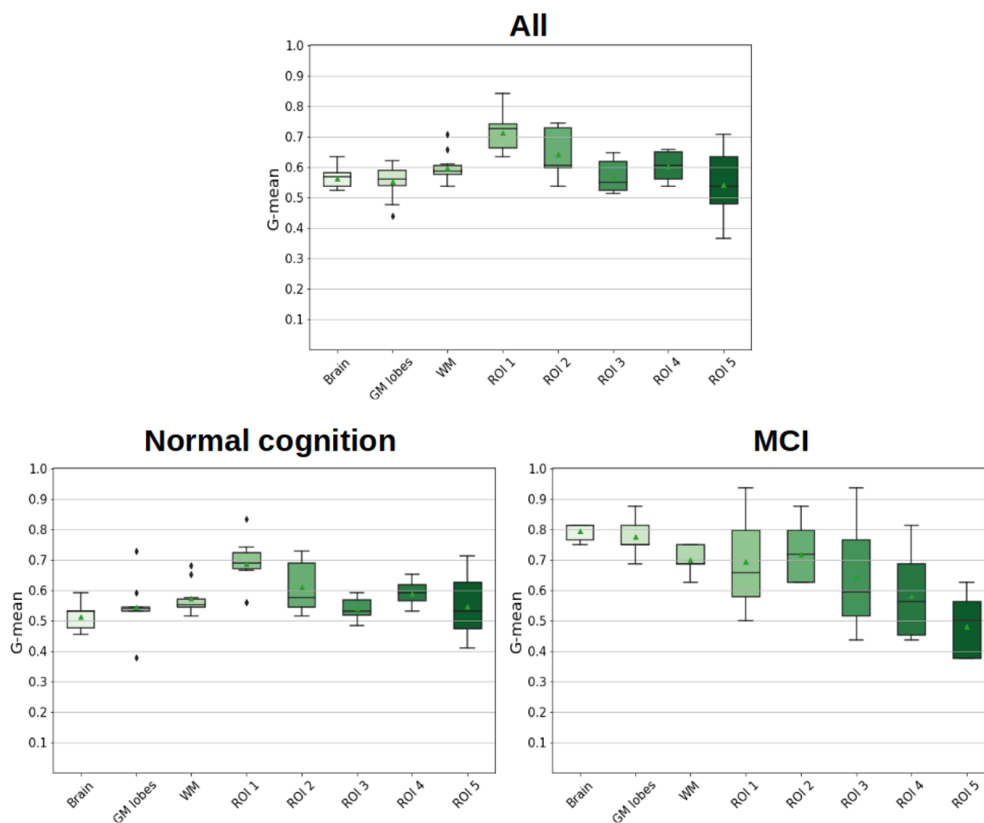 All
G-mean
1.0
0.9
0.8
0.7
0.6
0.5
0.4
0.3
0.2
0.1
Brain
GM lobes
WM
ROI 1
ROI 2
ROI 3
ROI 4
ROI 5
Normal cognition
G-mean
1.0
0.9
0.8
0.7
0.6
0.5
0.4
0.3
0.2
0.1
Brain
GM lobes
WM
ROI 1
ROI 2
ROI 3
ROI 4
ROI 5
MCI
G-mean
1.0
0.9
0.8
0.7
0.6
0.5
0.4
0.3
0.2
0.1
Brain
GM lobes
WM
ROI 1
ROI 2
ROI 3
ROI 4
ROI 5